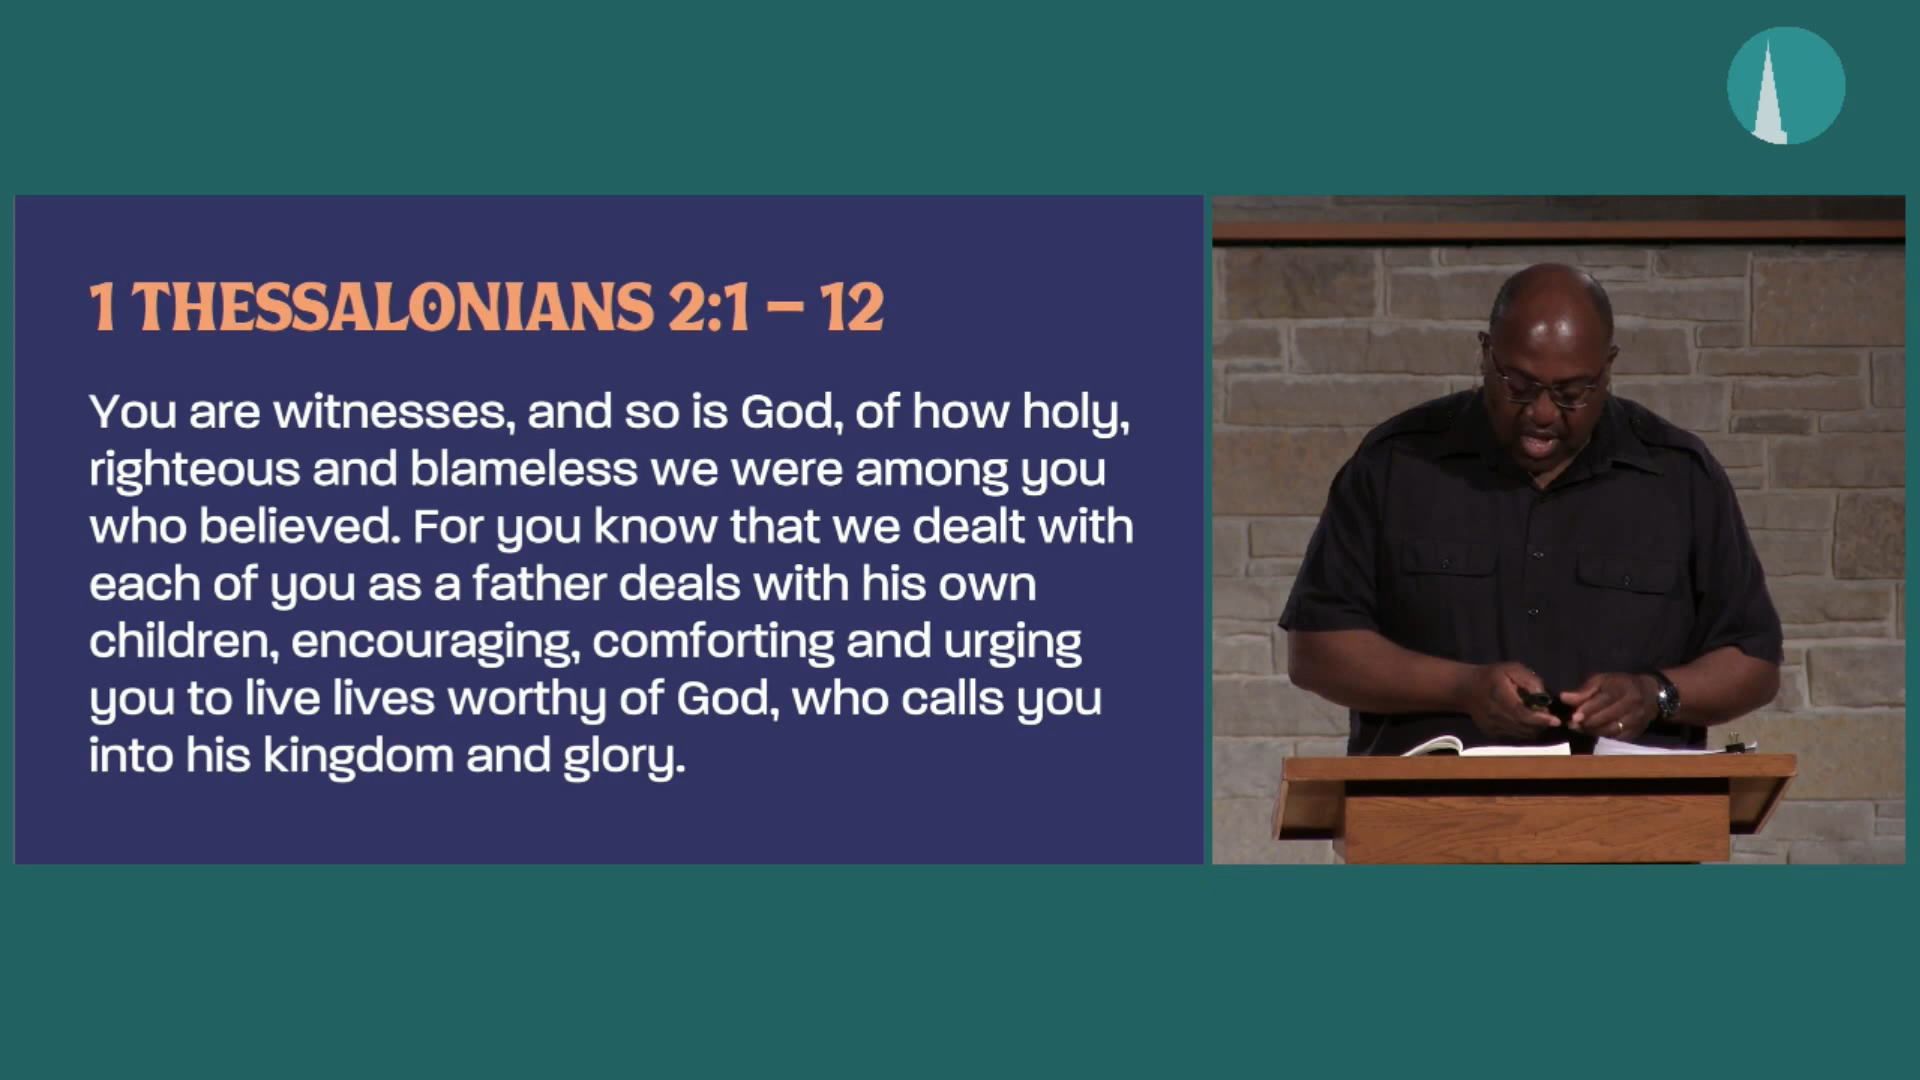 1 THESSALONIANS 2:1 – 12
You are witnesses, and so is God, of how holy,
righteous and blameless we were among you
who believed. For you know that we dealt with
each of you as a father deals with his own
children, encouraging, comforting and urging
you to live lives worthy of God, who calls you
into his kingdom and glory.